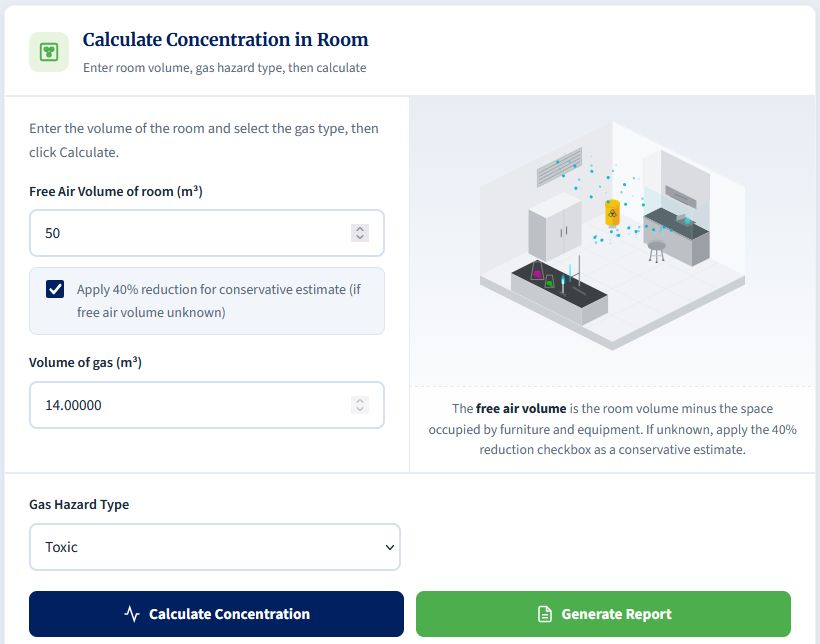 Calculate Concentration in Room
Enter room volume, gas hazard type, then calculate
Enter the volume of the room and select the gas type, then
click Calculate.
Free Air Volume of room (m³)
50
Apply 40% reduction for conservative estimate (if
free air volume unknown)
Volume of gas (m³)
14.00000
The free air volume is the room volume minus the space
occupied by furniture and equipment. If unknown, apply the 40%
reduction checkbox as a conservative estimate.
Gas Hazard Type
Toxic
Calculate Concentration
Generate Report